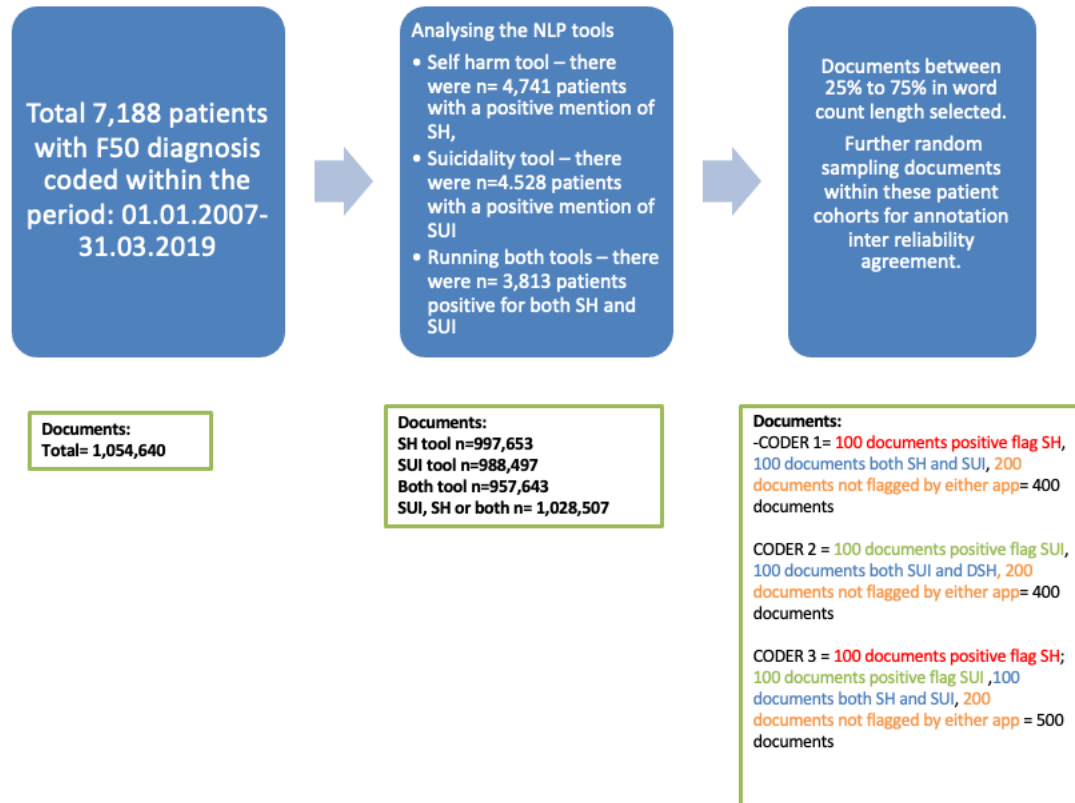 Total 7,188 patients
with F50 diagnosis
coded within the
period: 01.01.2007-
31.03.2019
Analysing the NLP tools
• Self harm tool – there
were n= 4,741 patients
with a positive mention of
SH,
• Suicidality tool – there
were n=4.528 patients
with a positive mention of
SUI
• Running both tools – there
were n= 3,813 patients
positive for both SH and
SUI
Documents between
25% to 75% in word
count length selected.
Further random
sampling documents
within these patient
cohorts for annotation
inter reliability
agreement.
Documents:
Total= 1,054,640
Documents:
SH tool n=997,653
SUI tool n=988,497
Both tool n=957,643
SUI, SH or both n= 1,028,507
Documents:
-CODER 1= 100 documents positive flag SH,
100 documents both SH and SUI, 200
documents not flagged by either app= 400
documents
CODER 2 = 100 documents positive flag SUI,
100 documents both SUI and DSH, 200
documents not flagged by either app= 400
documents
CODER 3 = 100 documents positive flag SH;
100 documents positive flag SUI ,100
documents both SH and SUI, 200
documents not flagged by either app = 500
documents